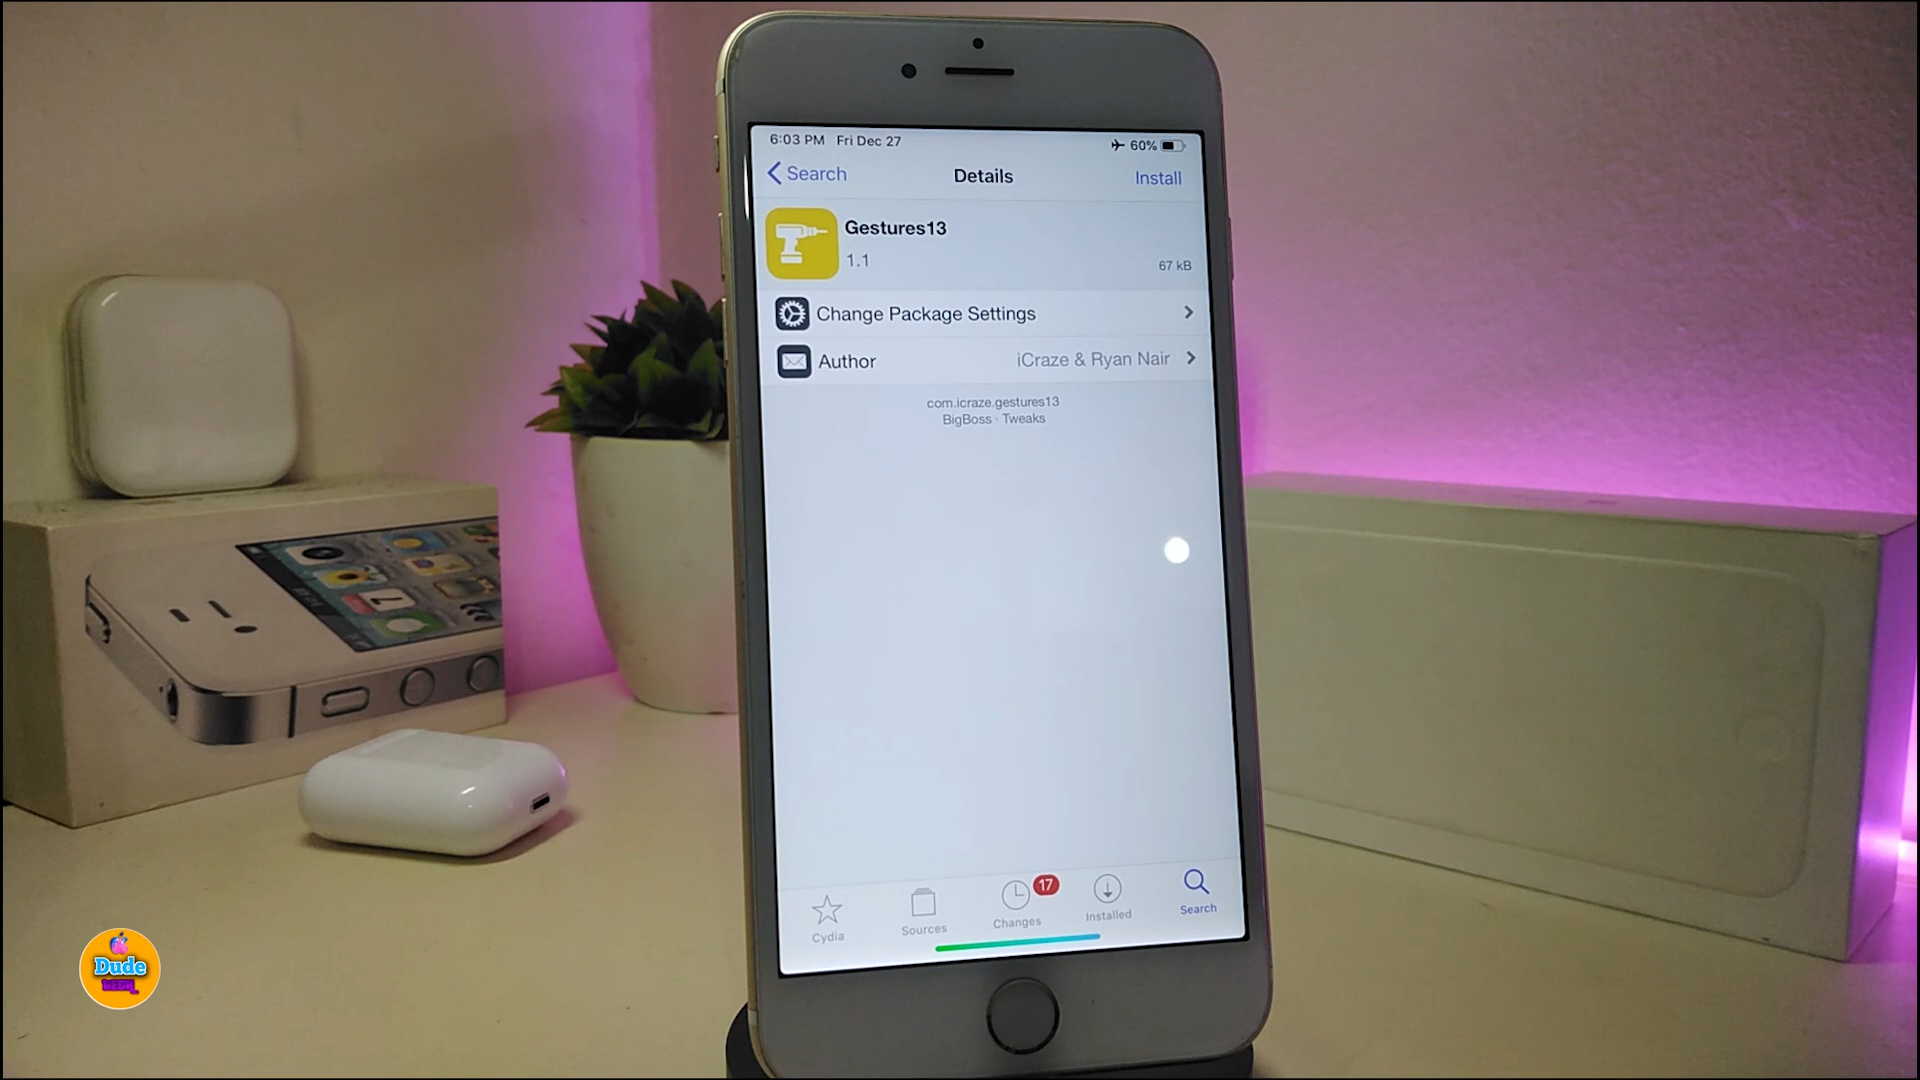 6:03 PM Fri Dec 27
60%
Search
Details
Install
Gestures13
1.1
67 kB
Change Package Settings
Author
iCraze & Ryan Nair
com.icraze.gestures13
BigBoss · Tweaks
Cydia
Sources
17
Changes
Installed
Search
Dude